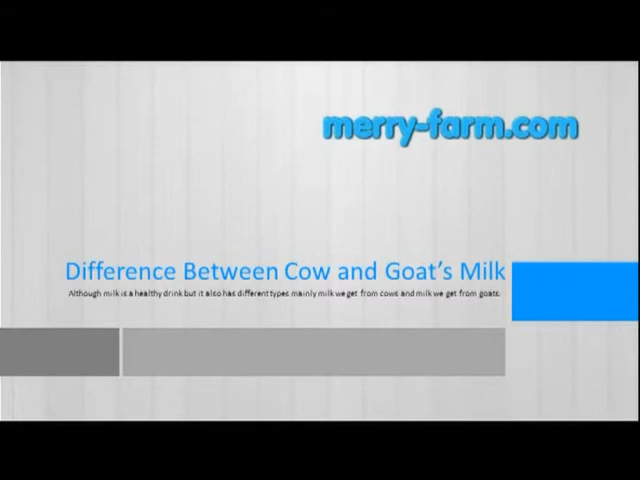 merry-farm.com
Difference Between Cow and Goat's Milk
Although milk is a healthy drink but it also has different types mainly milk we get from cows and milk we get from goats.